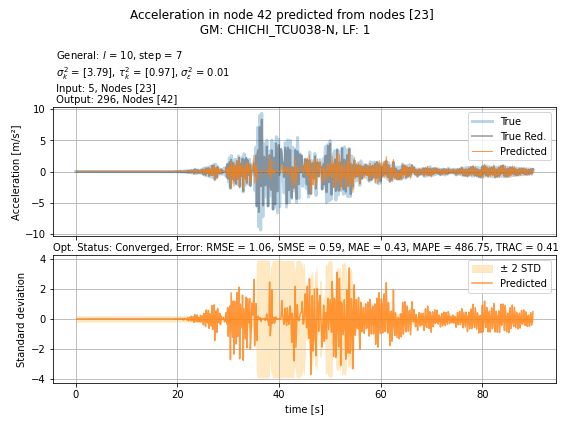 Acceleration in node 42 predicted from nodes [23]
GM: CHICHI_TCU038-N, LF: 1
General: l = 10, step = 7
σ²ₖ = [3.79], τ²ₖ = [0.97], σ²ε = 0.01
Input: 5, Nodes [23]
Output: 296, Nodes [42]
10
5
0
−5
−10
Acceleration [m/s²]
True
True Red.
Predicted
Opt. Status: Converged, Error: RMSE = 1.06, SMSE = 0.59, MAE = 0.43, MAPE = 486.75, TRAC = 0.41
4
2
0
−2
−4
Standard deviation
± 2 STD
Predicted
0 20 40 60 80
time [s]